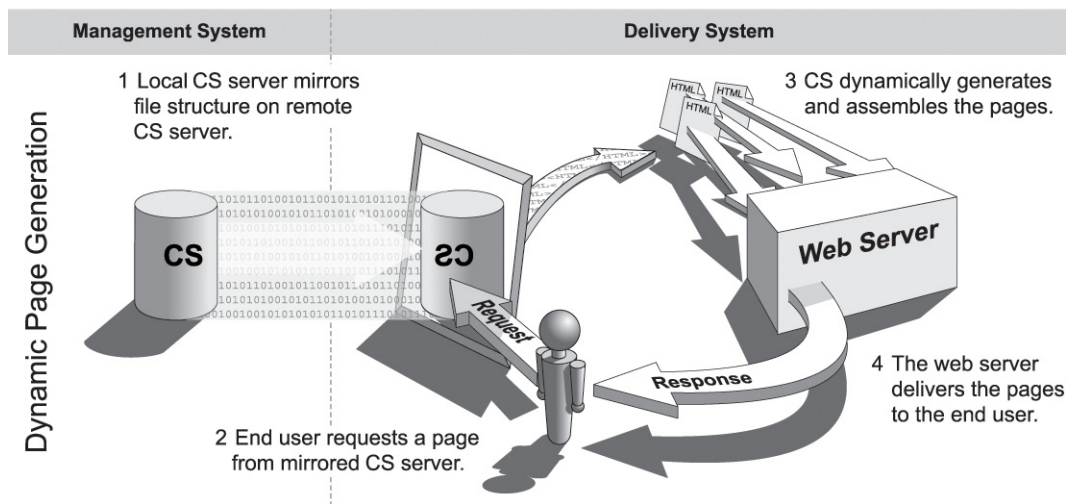 Management System
Delivery System
Dynamic Page Generation
1 Local CS server mirrors
file structure on remote
CS server.
HTML
HTML
HTML
3 CS dynamically generates
and assembles the pages.
CS
CS
Web Server
Request
Response
2 End user requests a page
from mirrored CS server.
4 The web server
delivers the pages
to the end user.